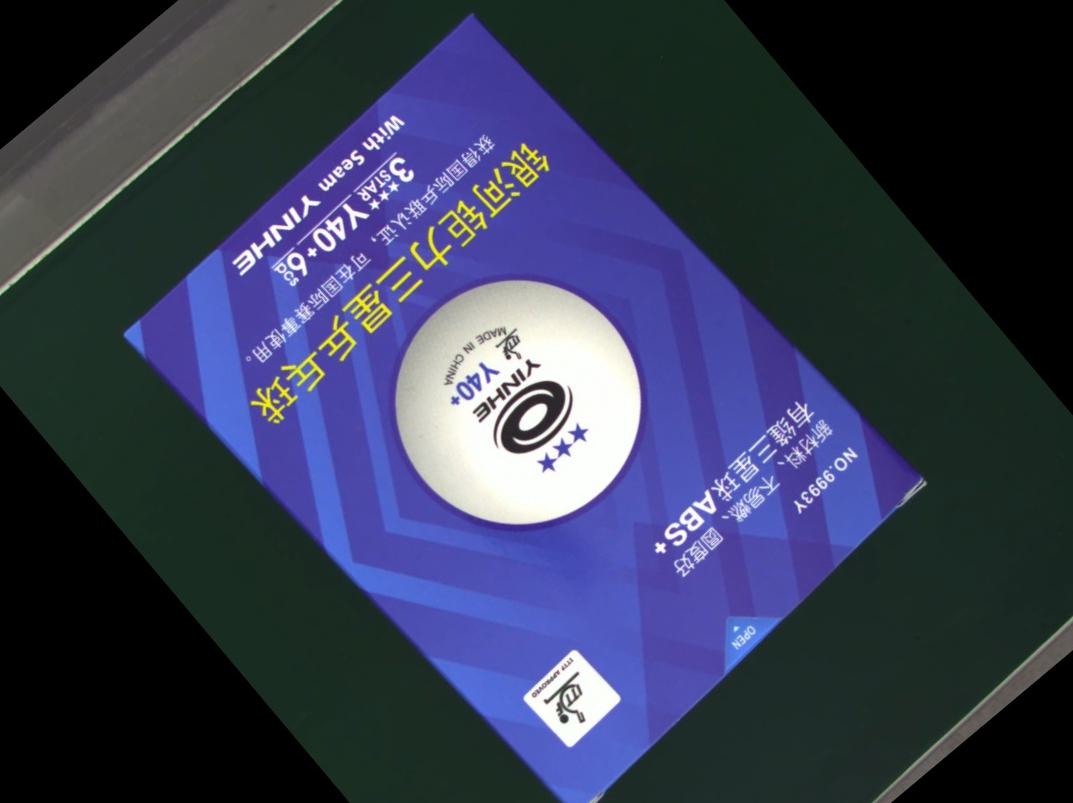 YINHE
Y40+
3★★★
STAR
6只
With Seam
银河钜力三星乒乓球
获得国际乒联认证，可在国际赛事使用。
MADE IN CHINA
Y40+
YINHE
★★★
有缝三星球ABS+
新材料、不易燃、圆度好
NO.9993Y
OPEN
ITTF APPROVED